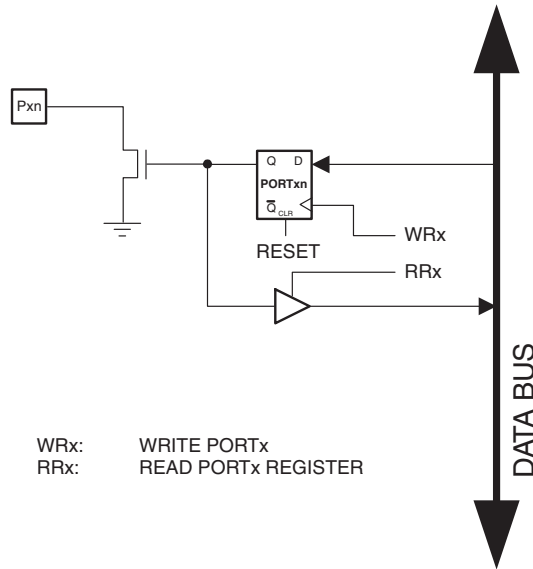 Pxn
Q D
PORTxn
Q̅ CLR
RESET
WRx
RRx
DATA BUS
WRx: WRITE PORTx
RRx: READ PORTx REGISTER